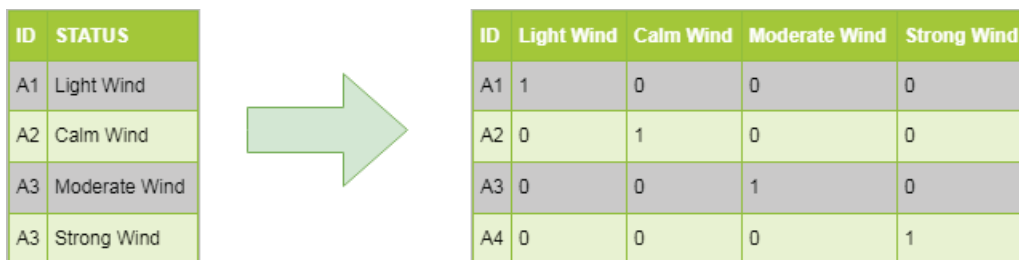 ID STATUS
A1 Light Wind
A2 Calm Wind
A3 Moderate Wind
A3 Strong Wind
ID Light Wind Calm Wind Moderate Wind Strong Wind
A1 1 0 0 0
A2 0 1 0 0
A3 0 0 1 0
A4 0 0 0 1